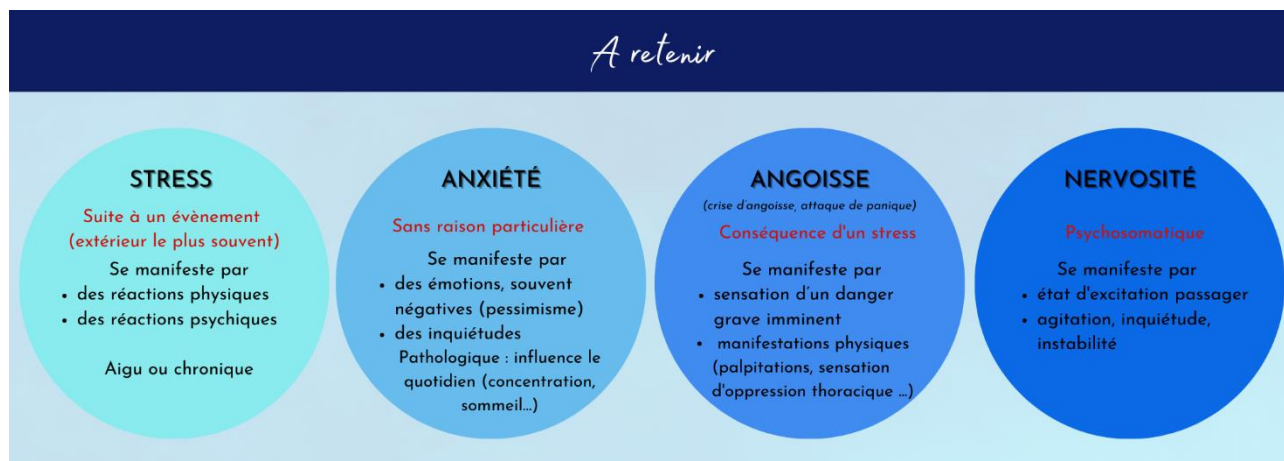 A retenir
STRESS
Suite à un évènement
(extérieur le plus souvent)
Se manifeste par
• des réactions physiques
• des réactions psychiques
Aigu ou chronique
ANXIÉTÉ
Sans raison particulière
Se manifeste par
• des émotions, souvent
négatives (pessimisme)
• des inquiétudes
Pathologique : influence le
quotidien (concentration,
sommeil...)
ANGOISSE
(crise d'angoisse, attaque de panique)
Conséquence d'un stress
Se manifeste par
• sensation d'un danger
grave imminent
• manifestations physiques
(palpitations, sensation
d'oppression thoracique ...)
NERVOSITÉ
Psychosomatique
Se manifeste par
• état d'excitation passager
• agitation, inquiétude,
instabilité